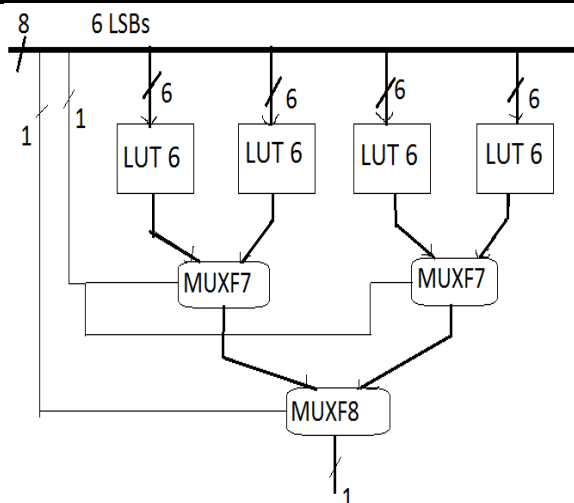 8 6 LSBs
6 6 6 6
1 1
LUT 6 LUT 6 LUT 6 LUT 6
MUXF7 MUXF7
MUXF8
1